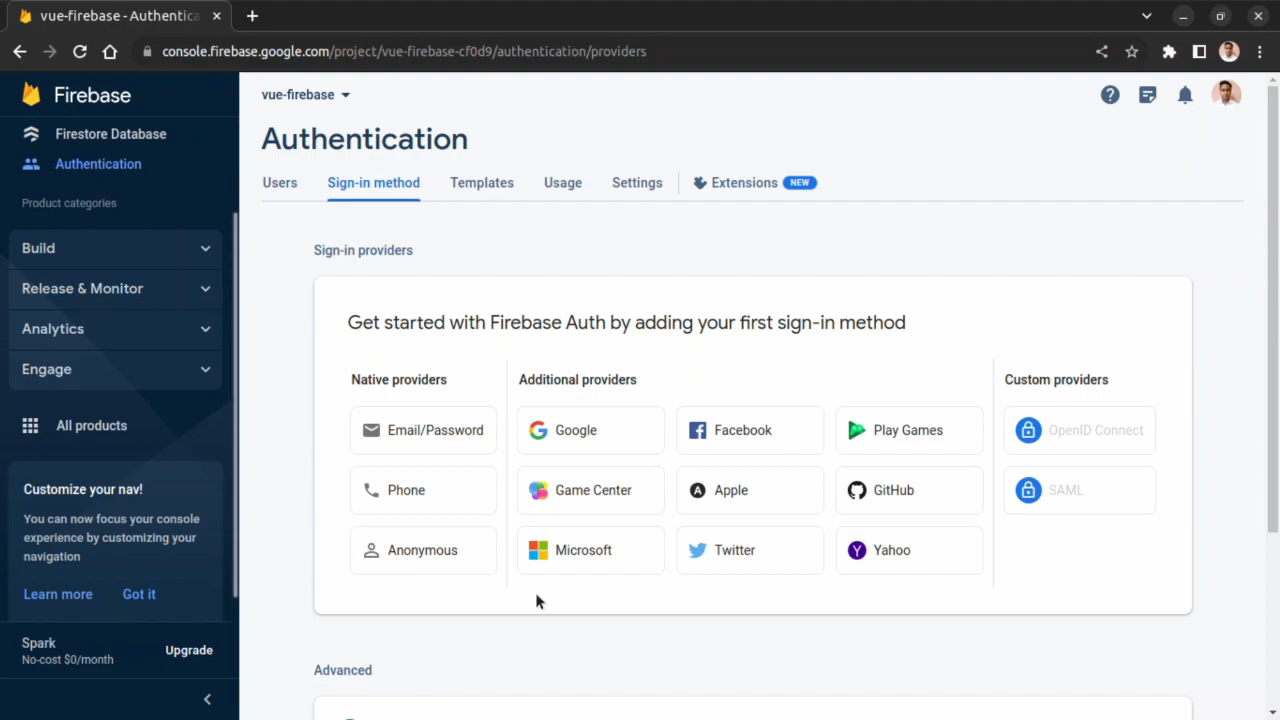 vue-firebase - Authentica
console.firebase.google.com/project/vue-firebase-cf0d9/authentication/providers
Firebase
Firestore Database
Authentication
Product categories
Build
Release & Monitor
Analytics
Engage
All products
Customize your nav!
You can now focus your console
experience by customizing your
navigation
Learn more Got it
Spark
No-cost $0/month
Upgrade
vue-firebase
Authentication
Users Sign-in method Templates Usage Settings Extensions NEW
Sign-in providers
Get started with Firebase Auth by adding your first sign-in method
Native providers Additional providers Custom providers
Email/Password Google Facebook Play Games OpenID Connect
Phone Game Center Apple GitHub SAML
Anonymous Microsoft Twitter Yahoo
Advanced